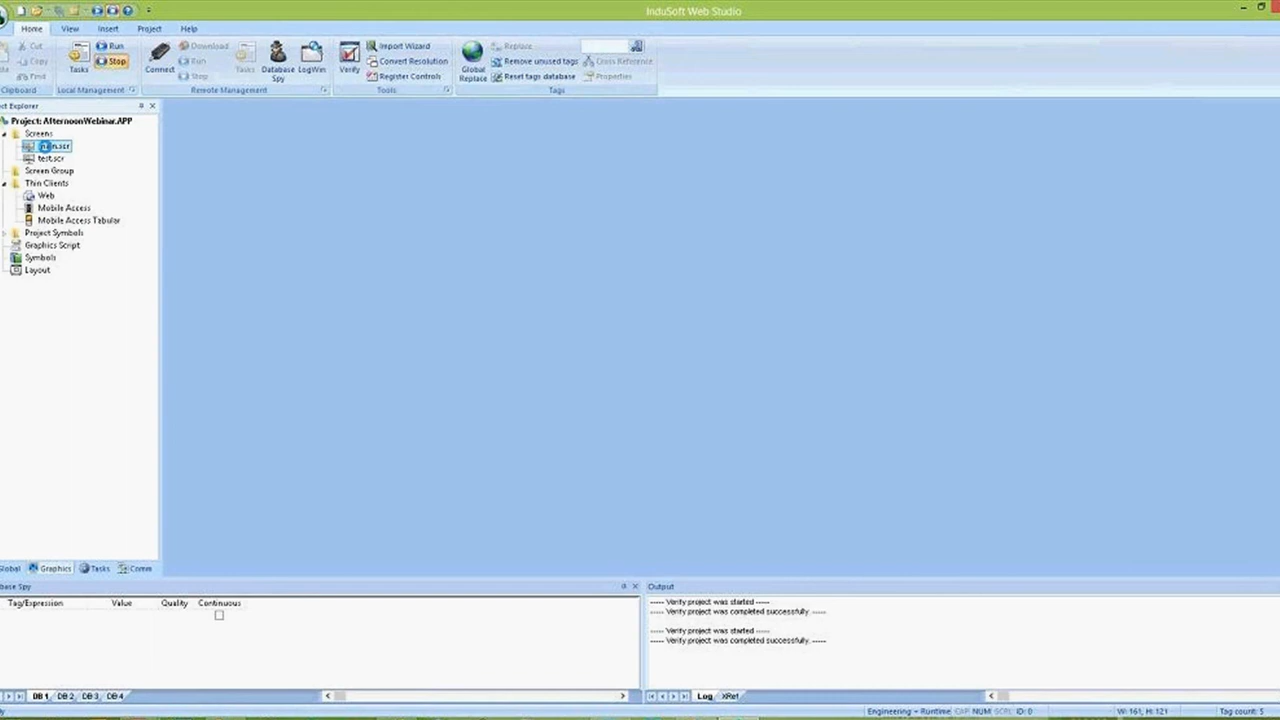 InduSoft Web Studio
Home View Insert Project Help
Cut
Copy
Find
Clipboard
Tasks
Run
Stop
Local Management
Connect
Download
Run
Stop
Tasks
Database Spy
LogWin
Remote Management
Verify
Import Wizard
Convert Resolution
Register Controls
Tools
Global Replace
Replace
Remove unused tags
Reset tags database
Cross Reference
Properties
Tags
ct Explorer
Project: AfternoonWebinar.APP
Screens
n.scr
test.scr
Screen Group
Thin Clients
Web
Mobile Access
Mobile Access Tabular
Project Symbols
Graphics Script
Symbols
Layout
Global Graphics Tasks Comm
base Spy
Tag/Expression Value Quality Continuous
DB 1 DB 2 DB 3 DB 4
Output
----- Verify project was started -----
----- Verify project was completed successfully. -----
----- Verify project was started -----
----- Verify project was completed successfully. -----
Log XRef
Engineering + Runtime CAP NUM SCRL ID: 0 W: 161, H: 121 Tag count: 5